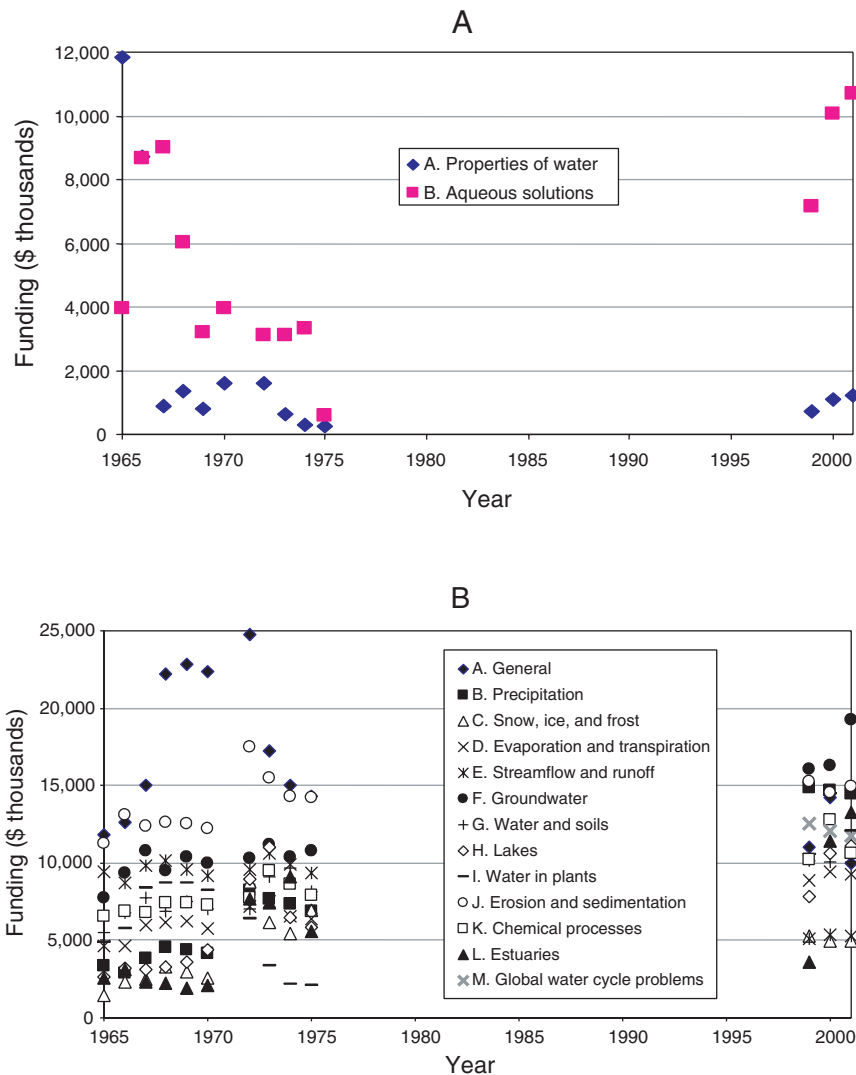 A
12,000
10,000
8,000
6,000
4,000
2,000
0
Funding ($ thousands)
A. Properties of water
B. Aqueous solutions
1965 1970 1975 1980 1985 1990 1995 2000
Year
B
25,000
20,000
15,000
10,000
5,000
0
Funding ($ thousands)
A. General
B. Precipitation
C. Snow, ice, and frost
D. Evaporation and transpiration
E. Streamflow and runoff
F. Groundwater
G. Water and soils
H. Lakes
I. Water in plants
J. Erosion and sedimentation
K. Chemical processes
L. Estuaries
M. Global water cycle problems
1965 1970 1975 1980 1985 1990 1995 2000
Year